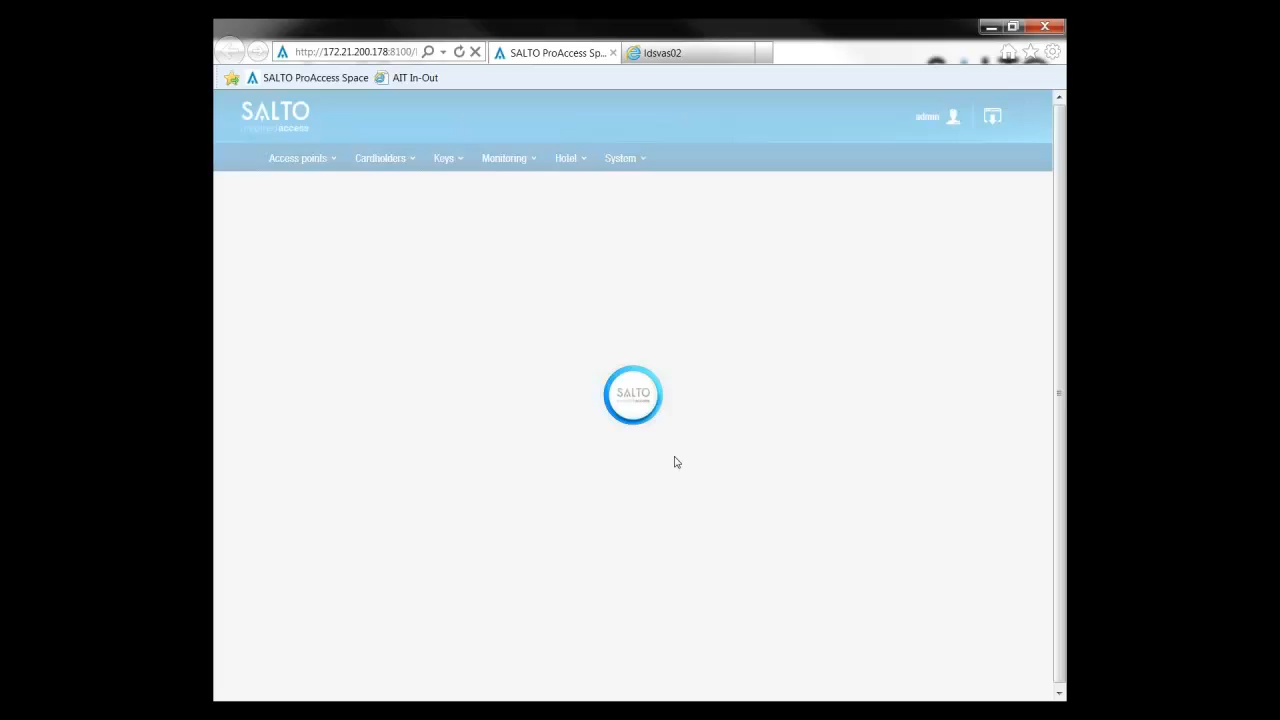 http://172.21.200.178:8100/
SALTO ProAccess Sp...
ldsvas02
SALTO ProAccess Space
AIT In-Out
SALTO
inspiredaccess
admin
Access points
Cardholders
Keys
Monitoring
Hotel
System
SALTO